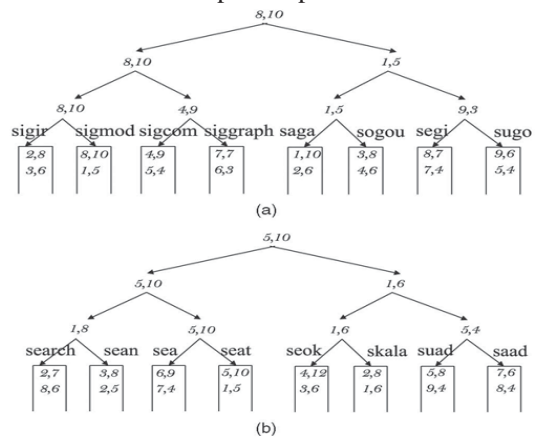 8,10
8,10 1,5
8,10 4,9 1,5 9,3
sigir sigmod sigcom siggraph saga sogou segi sugo
2,8 8,10 4,9 7,7 1,10 3,8 8,7 9,6
3,6 1,5 5,4 6,3 2,6 4,6 7,4 5,4
(a)
5,10
5,10 1,6
1,8 5,10 1,6 5,4
search sean sea seat seok skala suad saad
2,7 3,8 6,9 5,10 4,12 2,8 5,8 7,6
8,6 2,5 7,4 1,5 3,6 1,6 9,4 8,4
(b)